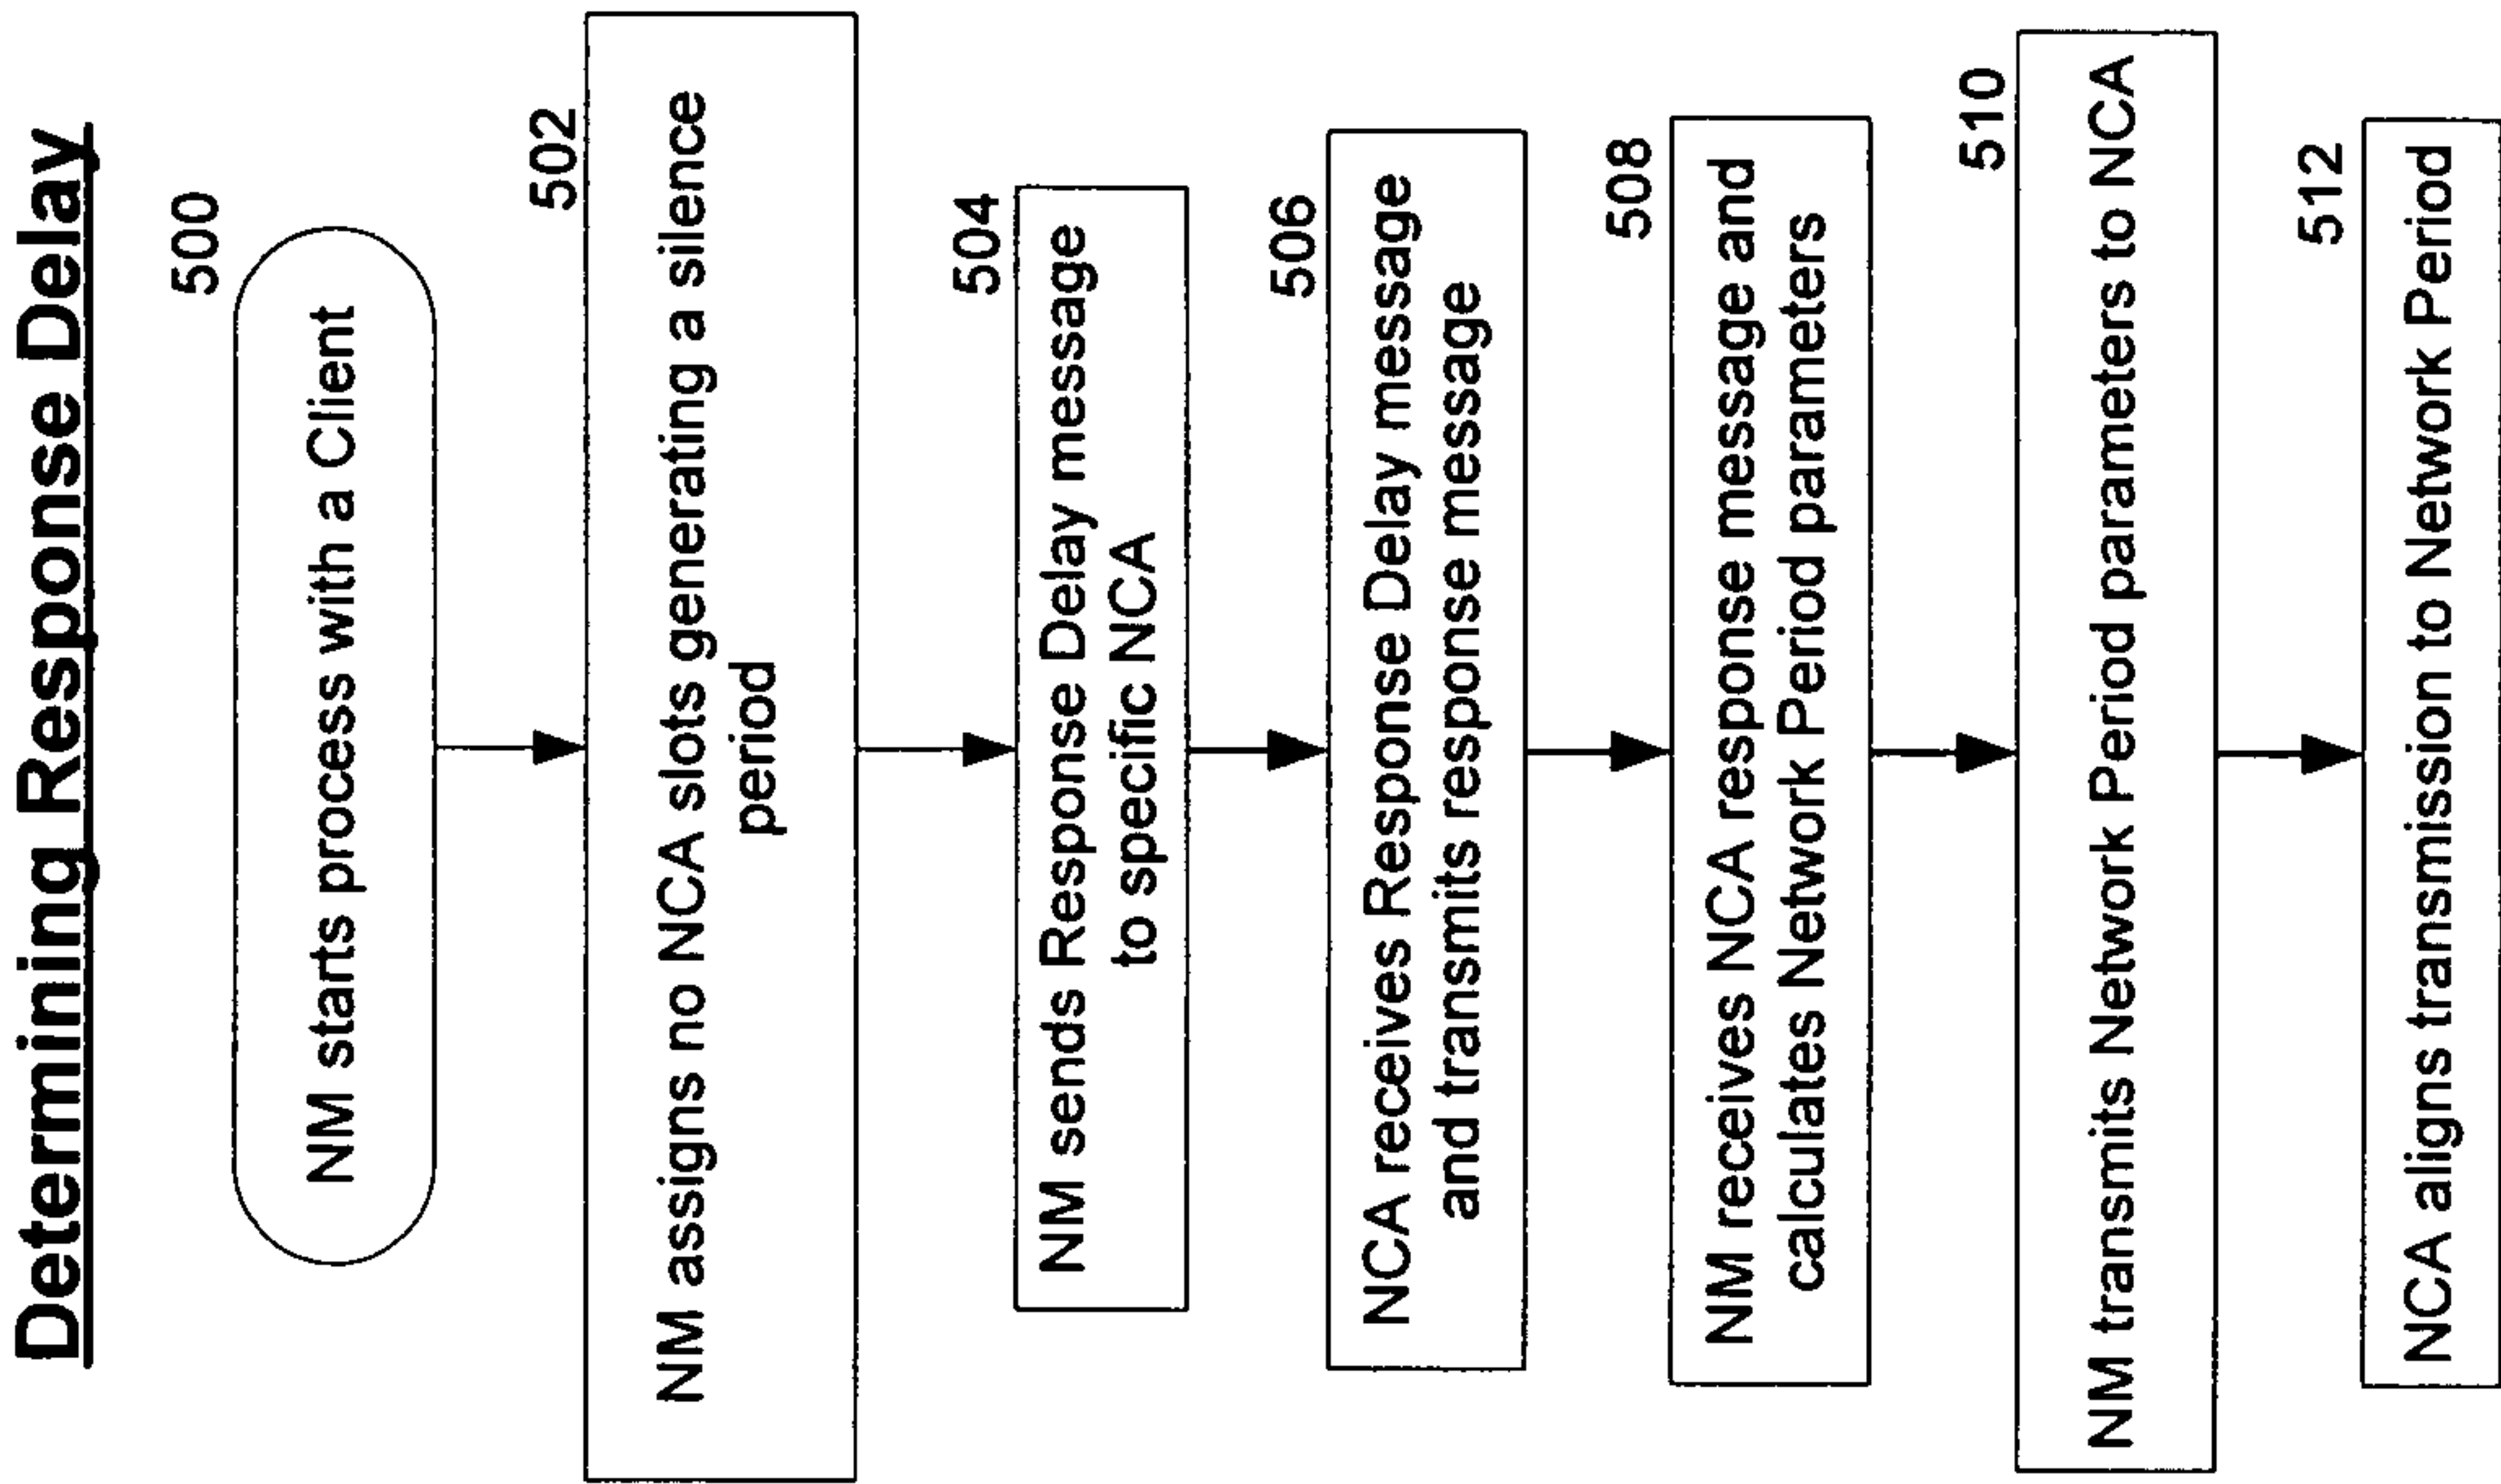 Determining Response Delay
500
NM starts process with a Client
502
NM assigns no NCA slots generating a silence
period
504
NM sends Response Delay message
to specific NCA
506
NCA receives Response Delay message
and transmits response message
508
NM receives NCA response message and
calculates Network Period parameters
510
NM transmits Network Period parameters to NCA
512
NCA aligns transmission to Network Period